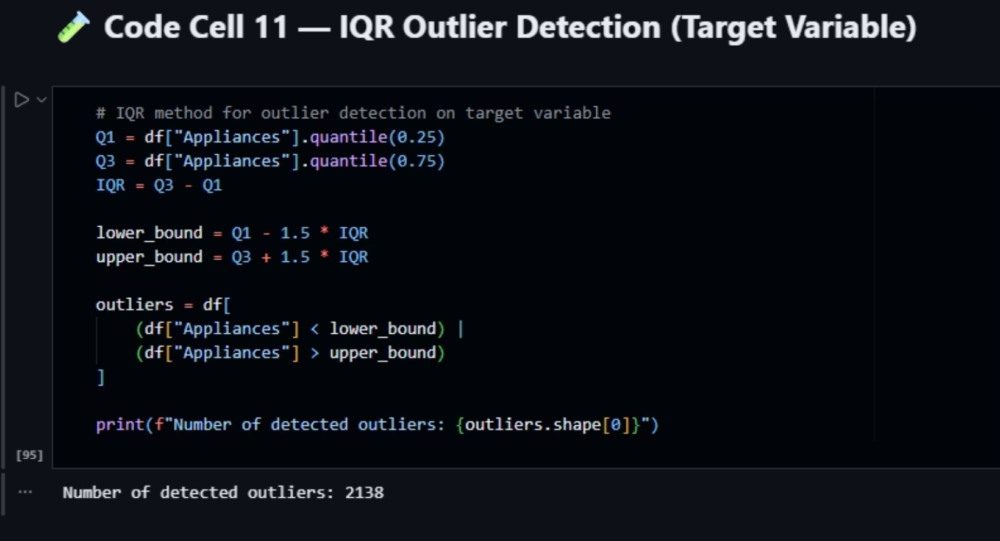 Code Cell 11 — IQR Outlier Detection (Target Variable)
# IQR method for outlier detection on target variable
Q1 = df["Appliances"].quantile(0.25)
Q3 = df["Appliances"].quantile(0.75)
IQR = Q3 - Q1
lower_bound = Q1 - 1.5 * IQR
upper_bound = Q3 + 1.5 * IQR
outliers = df[
(df["Appliances"] < lower_bound) |
(df["Appliances"] > upper_bound)
]
print(f"Number of detected outliers: {outliers.shape[0]}")
[95]
Number of detected outliers: 2138